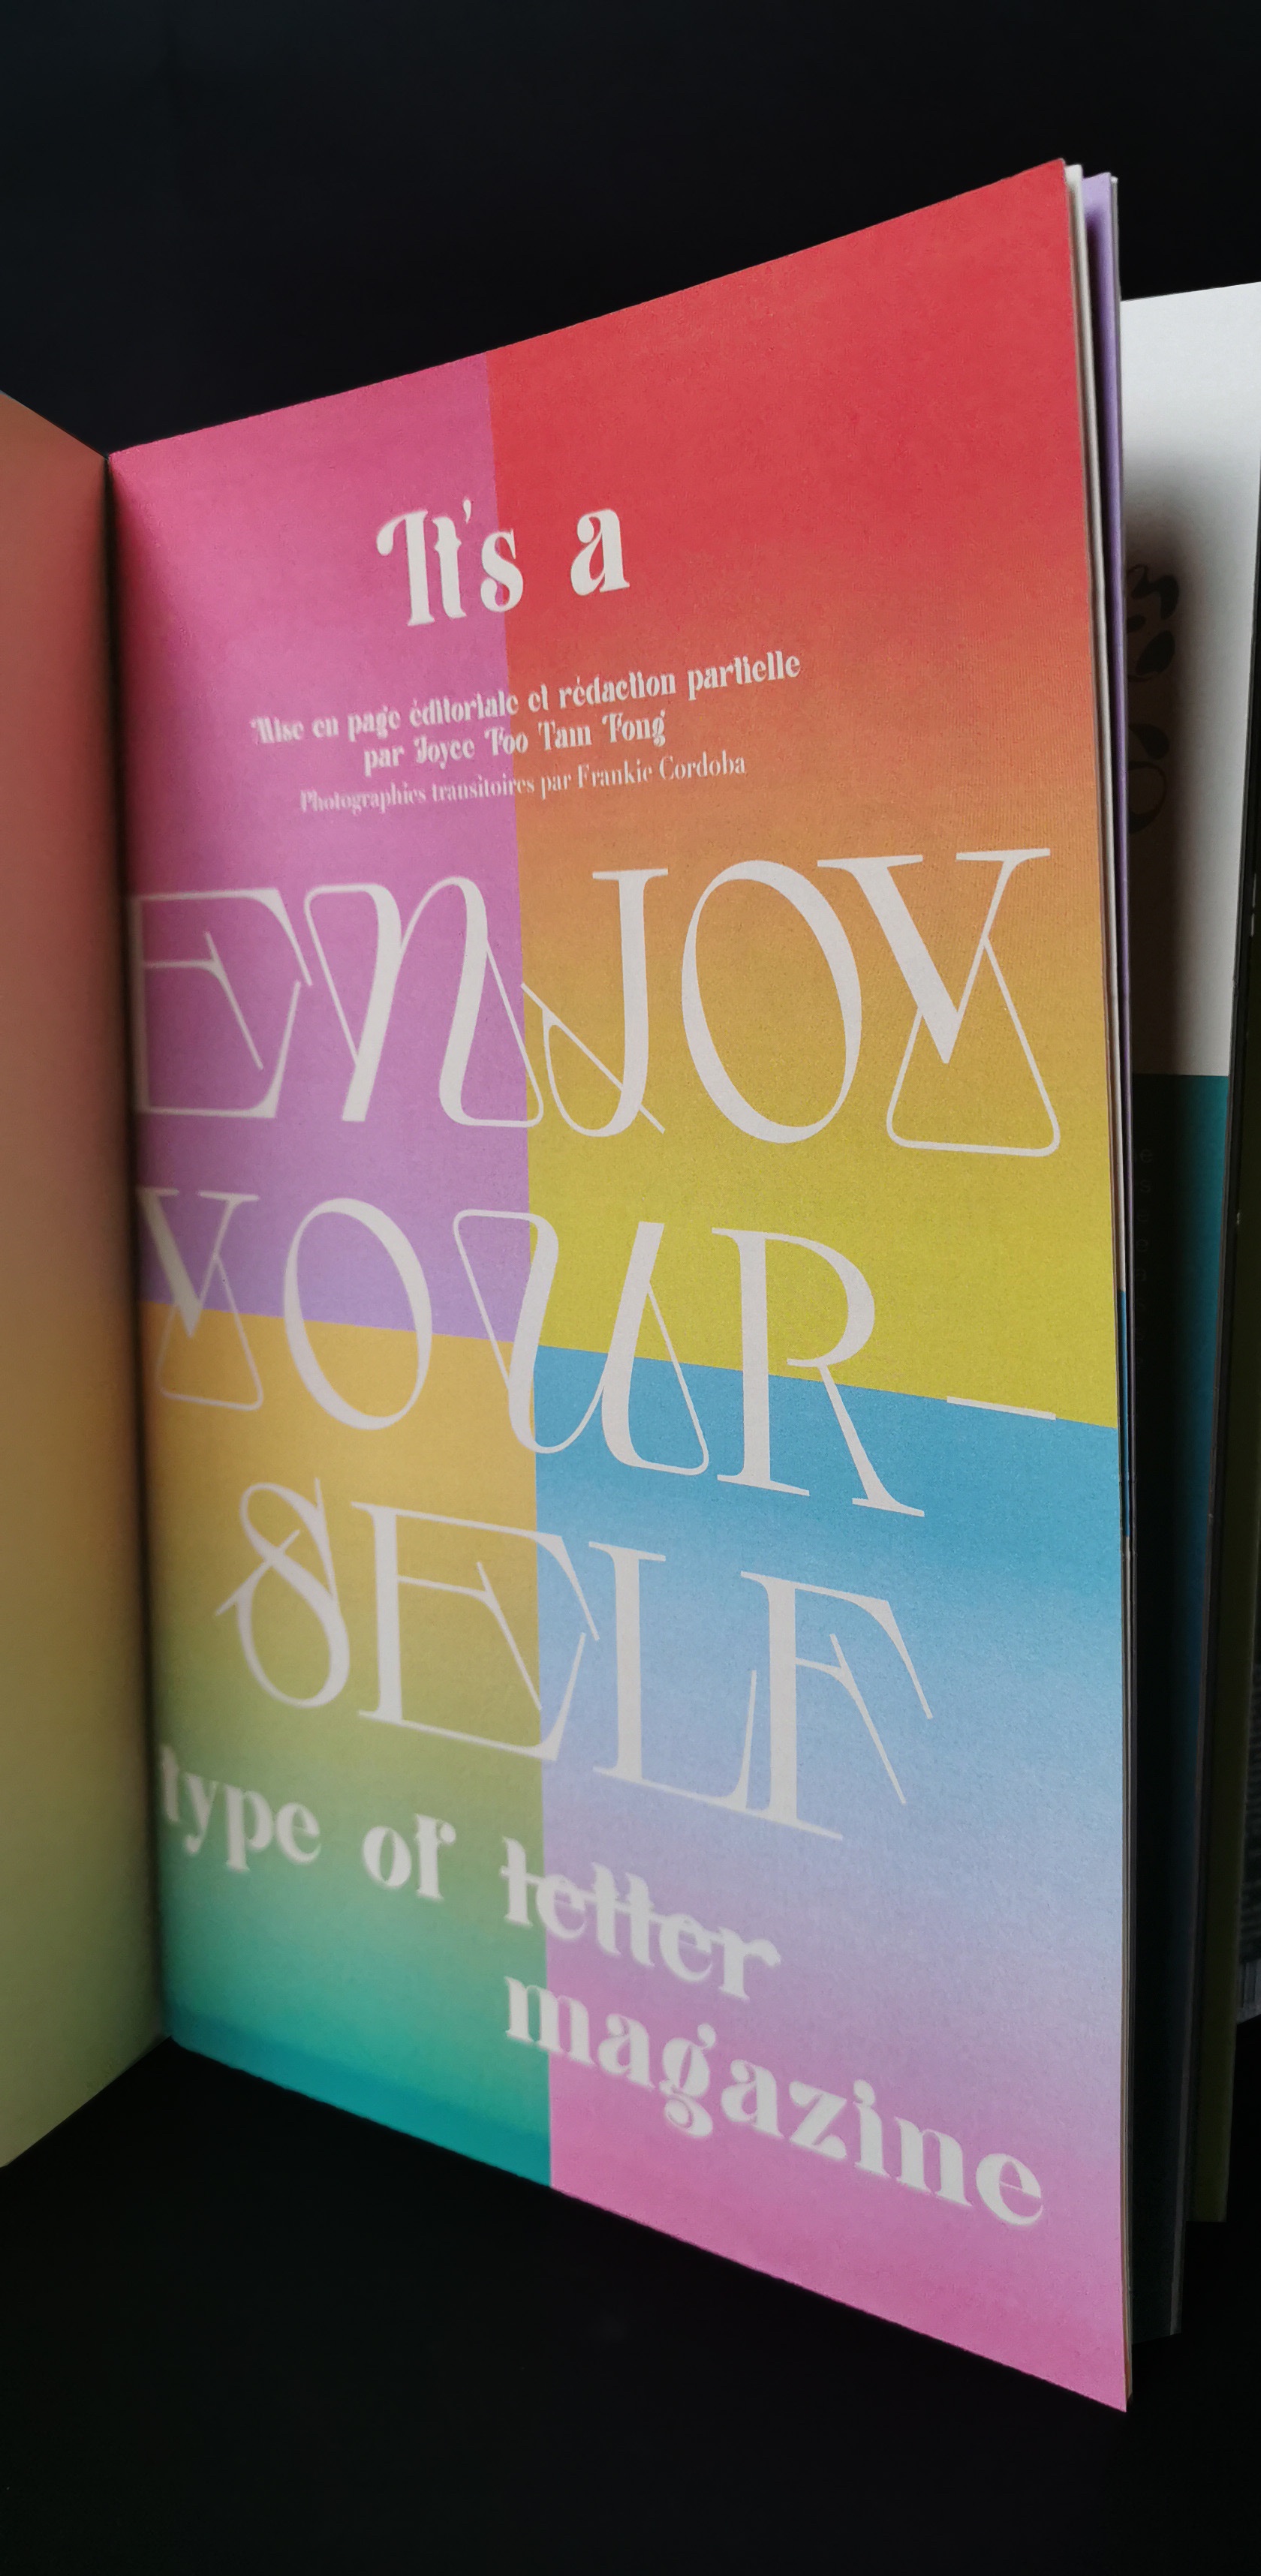 It's a
Mise en page éditoriale et rédaction partielle
par Joyce Foo Tam Fong
Photographies transitoires par Frankie Cordoba
ENJOY
YOUR_
SELF
type of letter
magazine